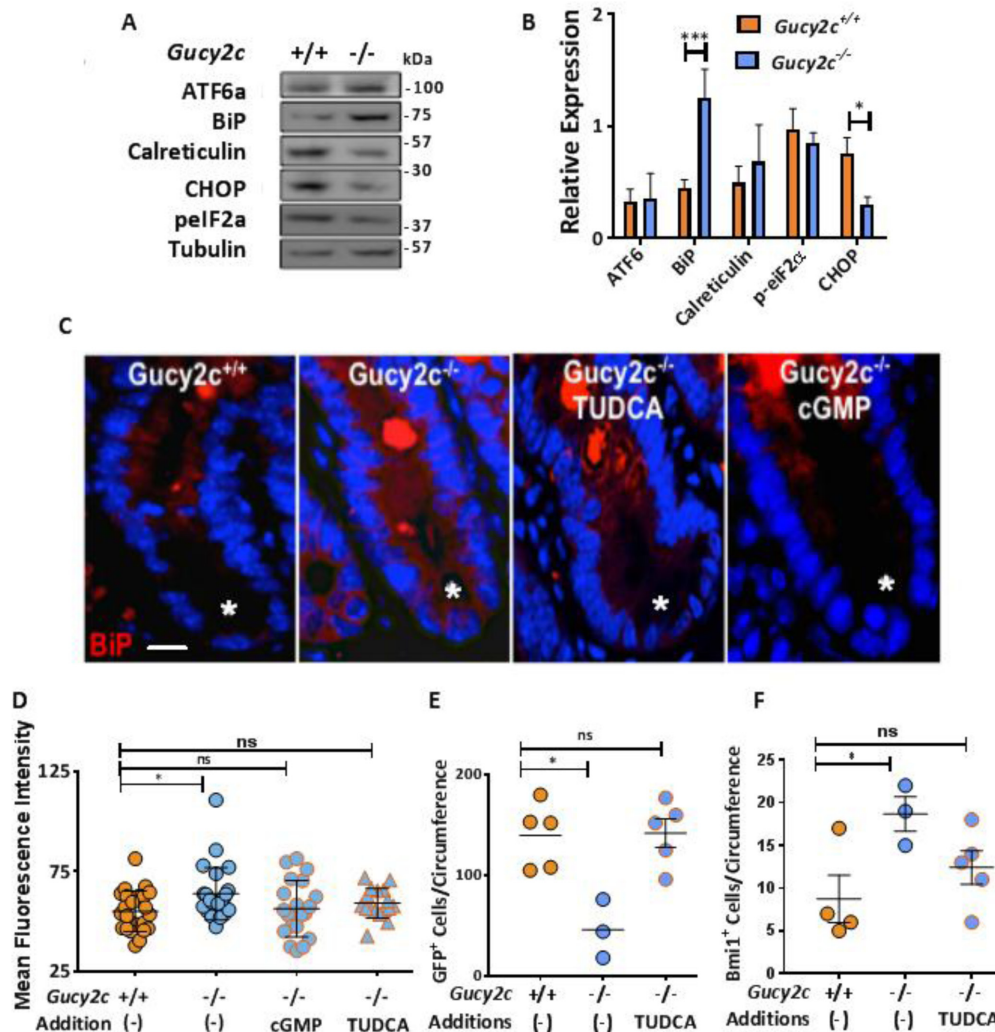 A
Gucy2c +/+ -/- kDa
ATF6a - 100
BiP - 75
Calreticulin - 57
- 30
CHOP
peIF2a - 37
Tubulin - 57
B
Relative Expression
2
1
0
Gucy2c+/+
Gucy2c-/-
***
*
ATF6
BiP
Calreticulin
p-eiF2α
CHOP
C
Gucy2c+/+
Gucy2c-/-
Gucy2c-/-
TUDCA
Gucy2c-/-
cGMP
* * * *
BiP
D
Mean Fluorescence Intensity
125
75
25
ns
ns
*
Gucy2c +/+ -/- -/- -/-
Addition (-) (-) cGMP TUDCA
E
GFP+ Cells/Circumference
200
100
0
ns
*
Gucy2c +/+ -/- -/-
Additions (-) (-) TUDCA
F
Bmi1+ Cells/Circumference
25
20
15
10
5
0
ns
*
Gucy2c +/+ -/- -/-
Additions (-) (-) TUDCA